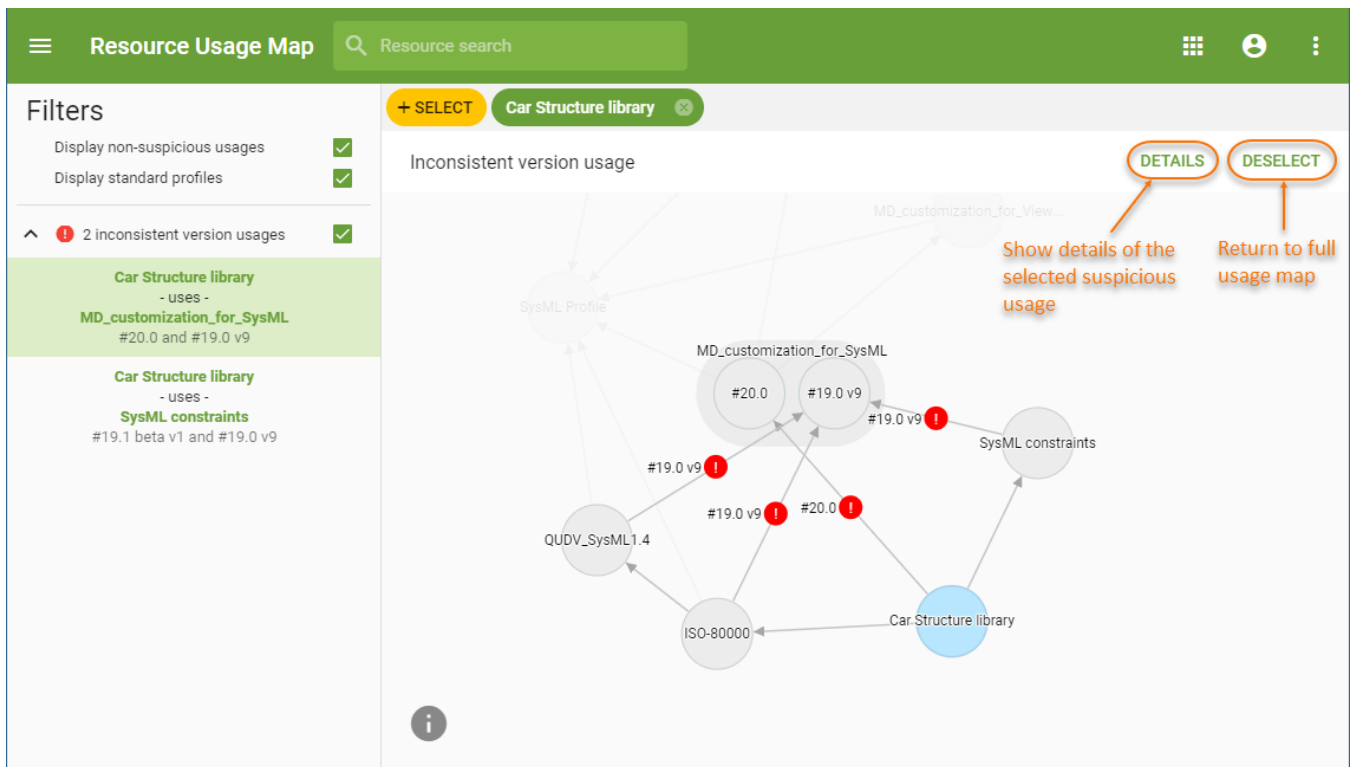 Resource Usage Map
Resource search
Filters
Display non-suspicious usages
Display standard profiles
2 inconsistent version usages
Car Structure library
- uses -
MD_customization_for_SysML
#20.0 and #19.0 v9
Car Structure library
- uses -
SysML constraints
#19.1 beta v1 and #19.0 v9
+ SELECT
Car Structure library
Inconsistent version usage
DETAILS
DESELECT
Show details of the
selected suspicious
usage
Return to full
usage map
MD_customization_for_View...
SysML Profile
MD_customization_for_SysML
#20.0
#19.0 v9
#19.0 v9
SysML constraints
#19.0 v9
#19.0 v9
#20.0
QUDV_SysML1.4
ISO-80000
Car Structure library